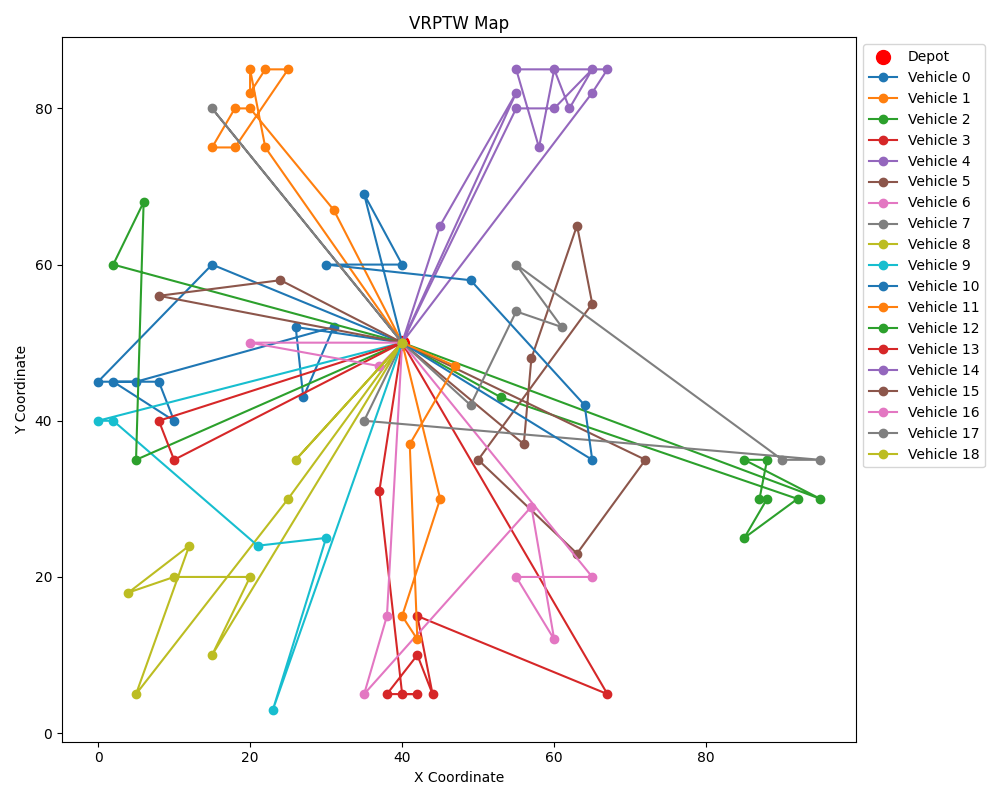 VRPTW Map
Y Coordinate
80
60
40
20
0
0 20 40 60 80
X Coordinate
Depot
Vehicle 0
Vehicle 1
Vehicle 2
Vehicle 3
Vehicle 4
Vehicle 5
Vehicle 6
Vehicle 7
Vehicle 8
Vehicle 9
Vehicle 10
Vehicle 11
Vehicle 12
Vehicle 13
Vehicle 14
Vehicle 15
Vehicle 16
Vehicle 17
Vehicle 18